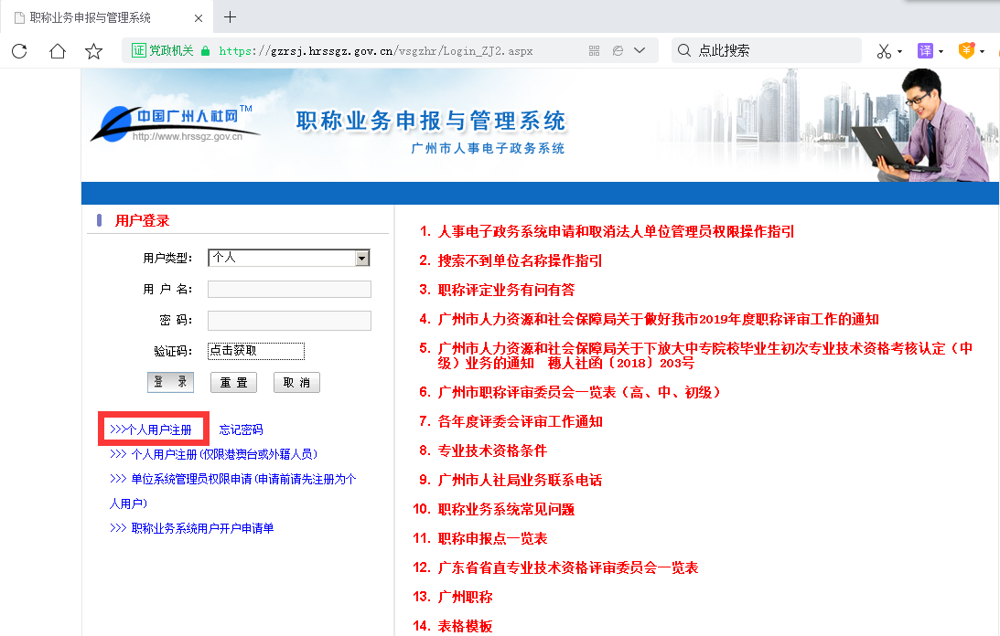 职称业务申报与管理系统
证 党政机关 https://gzrsj.hrssgz.gov.cn/vsgzhr/Login_ZJ2.aspx
点此搜索
译
中国广州人社网TM
http://www.hrssgz.gov.cn
职称业务申报与管理系统
广州市人事电子政务系统
用户登录
用户类型: 个人
用 户 名:
密 码:
验证码: 点击获取
登 录 重 置 取 消
>>>个人用户注册 忘记密码
>>> 个人用户注册(仅限港澳台或外籍人员)
>>> 单位系统管理员权限申请(申请前请先注册为个
人用户)
>>> 职称业务系统用户开户申请单
1. 人事电子政务系统申请和取消法人单位管理员权限操作指引
2. 搜索不到单位名称操作指引
3. 职称评定业务有问有答
4. 广州市人力资源和社会保障局关于做好我市2019年度职称评审工作的通知
5. 广州市人力资源和社会保障局关于下放大中专院校毕业生初次专业技术资格考核认定（中
级）业务的通知 穗人社函〔2018〕203号
6. 广州市职称评审委员会一览表（高、中、初级）
7. 各年度评委会评审工作通知
8. 专业技术资格条件
9. 广州市人社局业务联系电话
10. 职称业务系统常见问题
11. 职称申报点一览表
12. 广东省省直专业技术资格评审委员会一览表
13. 广州职称
14. 表格模板